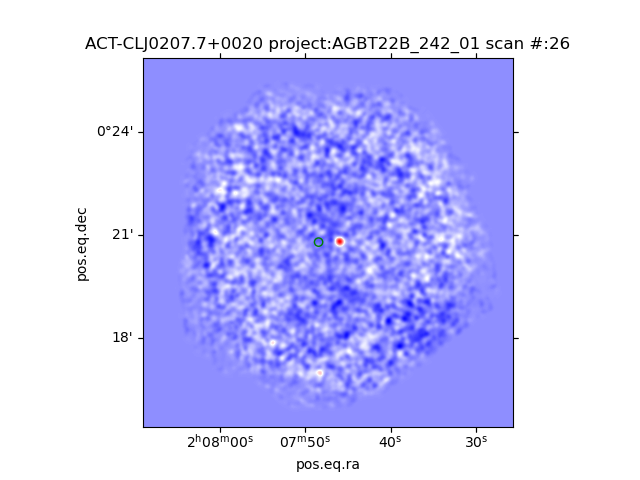 ACT-CLJ0207.7+0020 project:AGBT22B_242_01 scan #:26
0°24'
21'
18'
pos.eq.dec
2ʰ08ᵐ00ˢ 07ᵐ50ˢ 40ˢ 30ˢ
pos.eq.ra